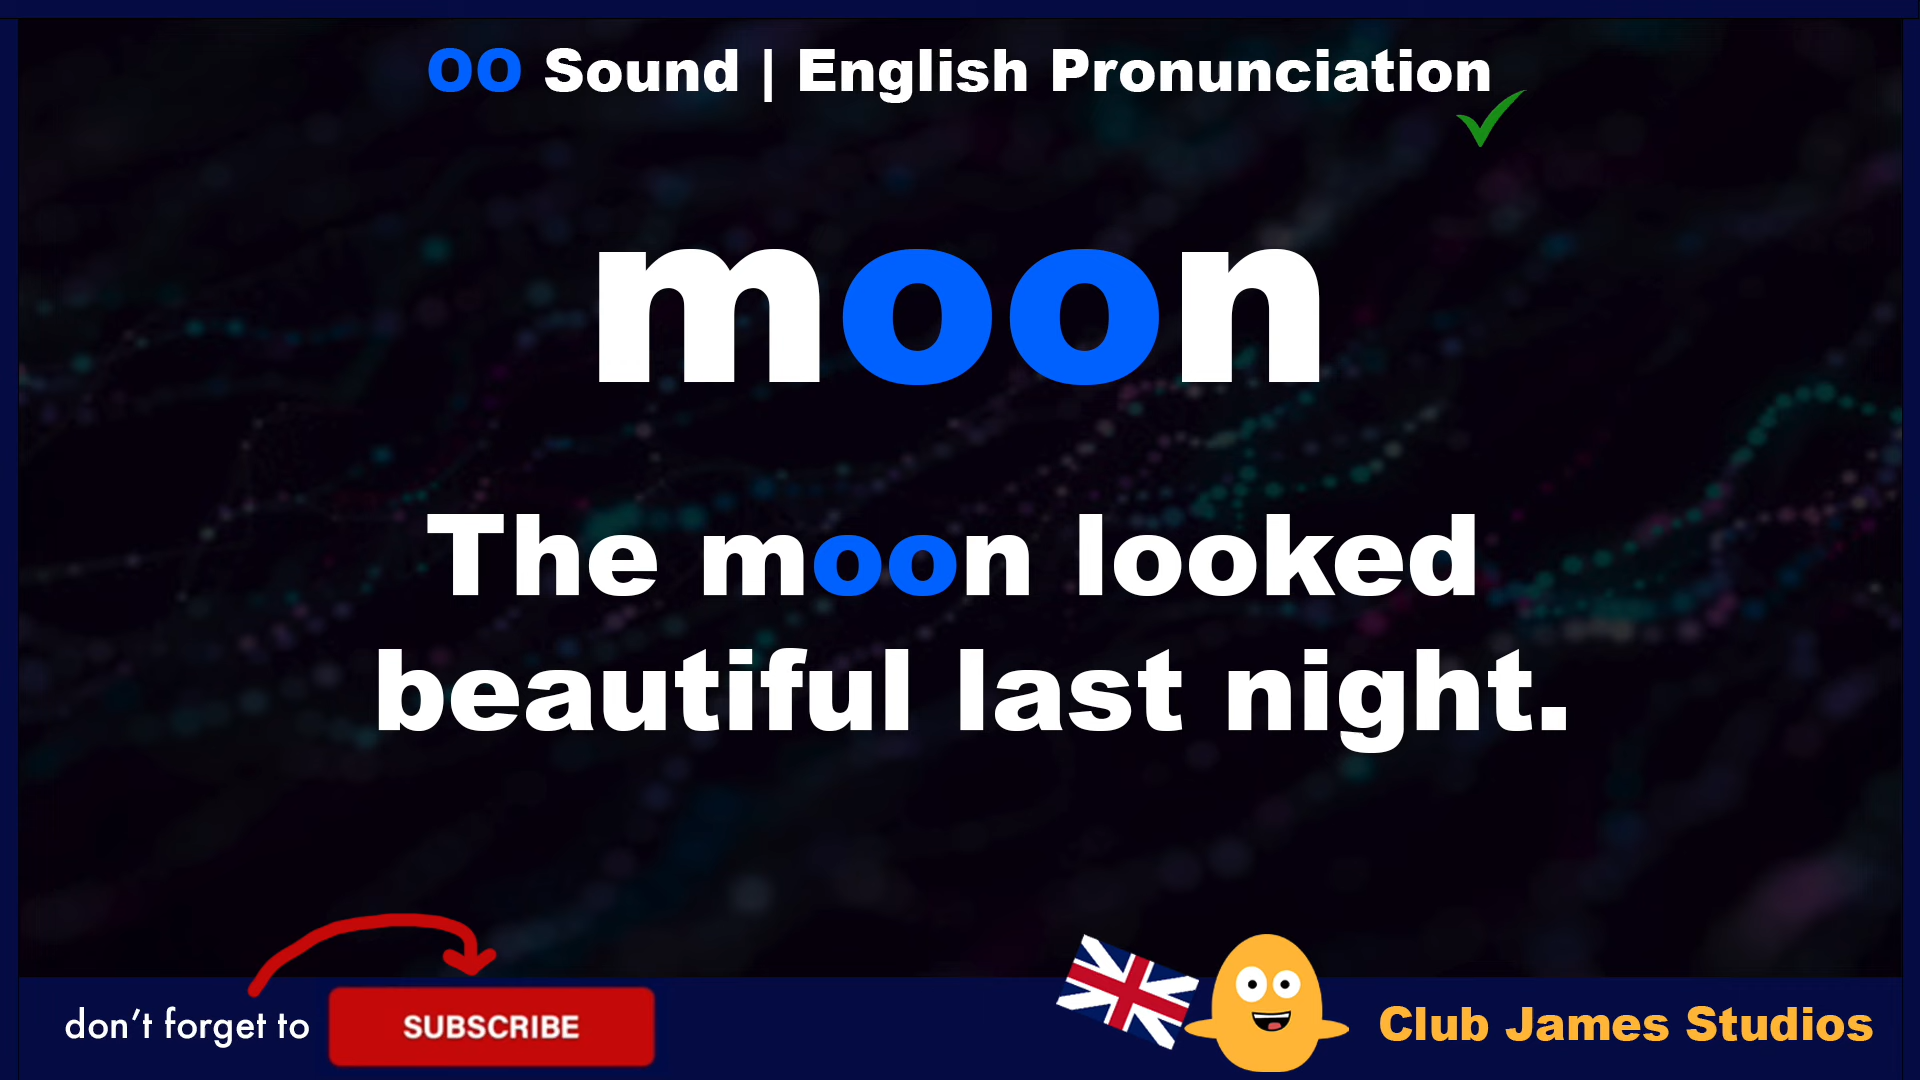 OO Sound | English Pronunciation
moon
The moon looked
beautiful last night.
don't forget to
SUBSCRIBE
Club James Studios